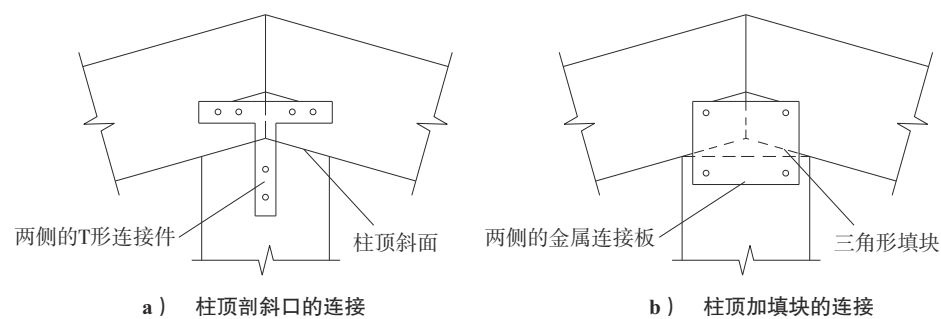 两侧的T形连接件
柱顶斜面
a） 柱顶剖斜口的连接
两侧的金属连接板
三角形填块
b） 柱顶加填块的连接